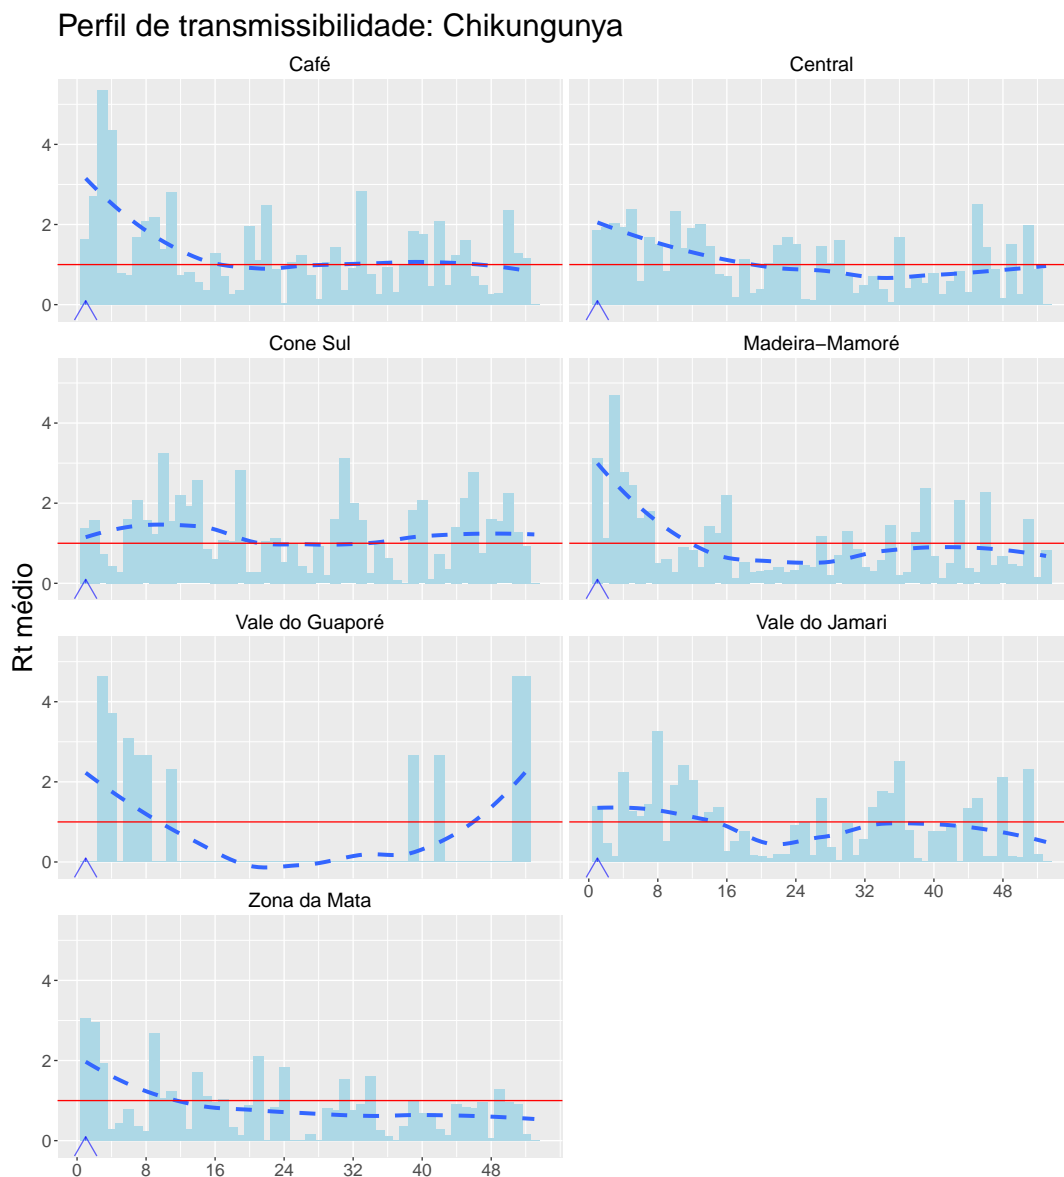 Perfil de transmissibilidade: Chikungunya
Café
Central
4
2
0
Cone Sul
Madeira−Mamoré
4
2
0
Rt médio
Vale do Guaporé
Vale do Jamari
4
2
0
0 8 16 24 32 40 48
Zona da Mata
4
2
0
0 8 16 24 32 40 48